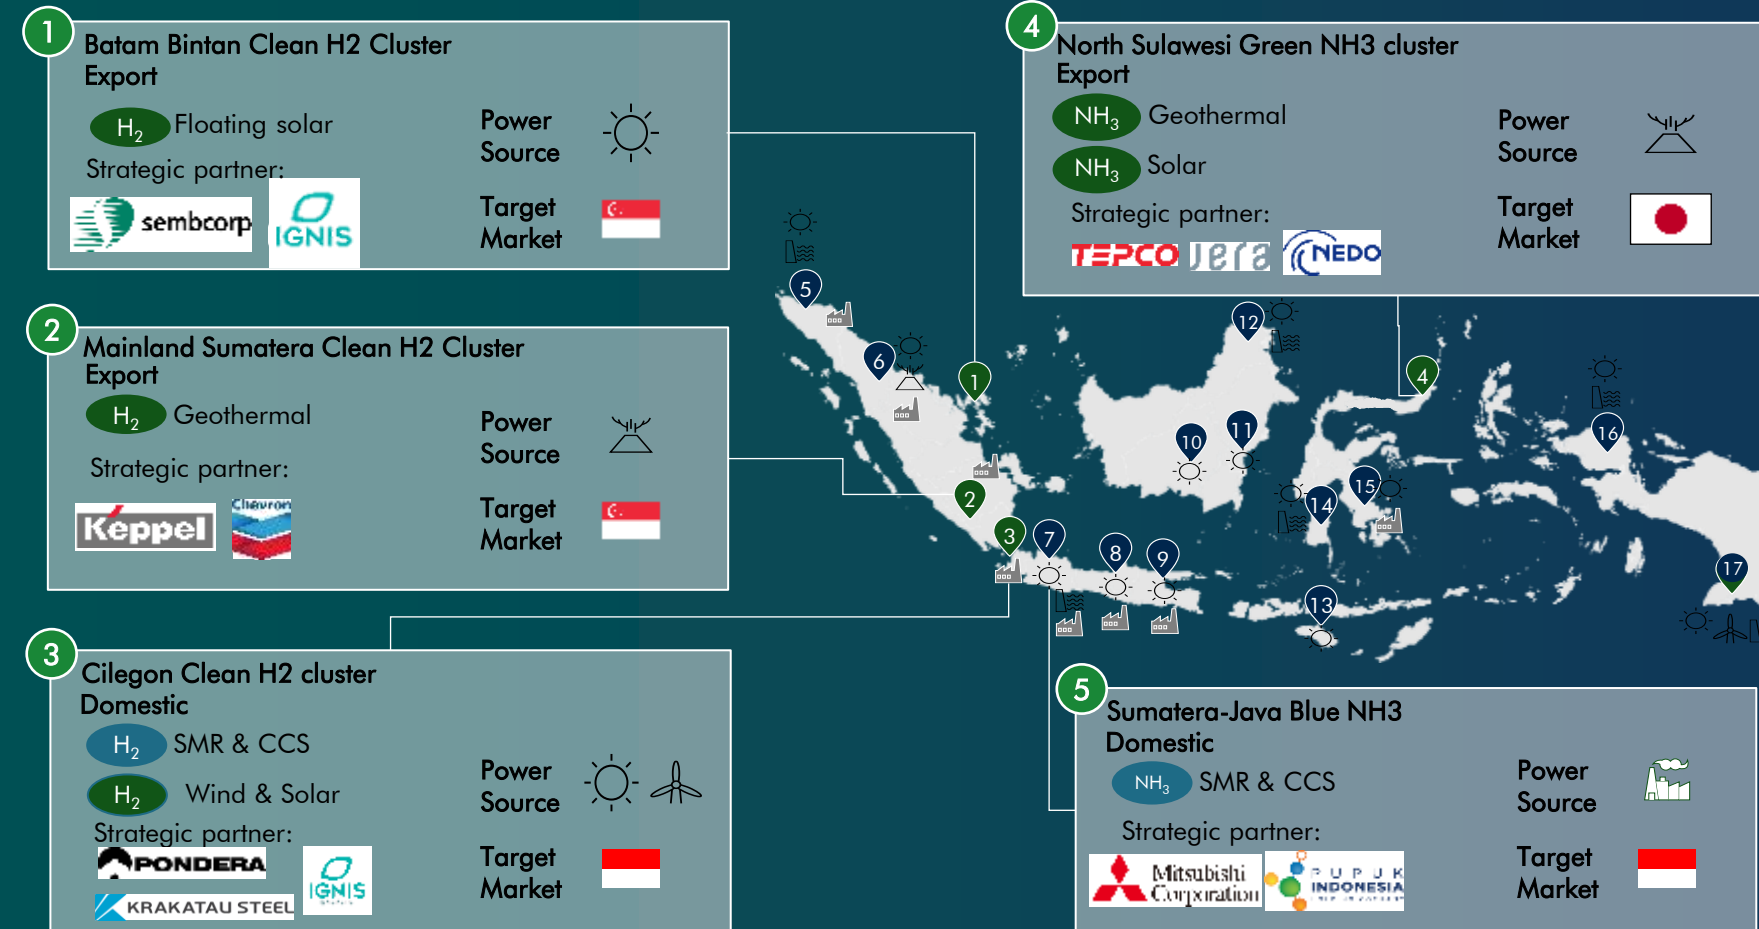 1
Batam Bintan Clean H2 Cluster
Export
H2 Floating solar
Strategic partner:
sembcorp
IGNIS
Power
Source
Target
Market
2
Mainland Sumatera Clean H2 Cluster
Export
H2 Geothermal
Strategic partner:
Keppel
Chevron
Power
Source
Target
Market
3
Cilegon Clean H2 cluster
Domestic
H2 SMR & CCS
H2 Wind & Solar
Strategic partner:
PONDERA
IGNIS
KRAKATAU STEEL
Power
Source
Target
Market
4
North Sulawesi Green NH3 cluster
Export
NH3 Geothermal
NH3 Solar
Strategic partner:
TEPCO
Jera
NEDO
Power
Source
Target
Market
5
6
1
2
3
7
8
9
10
11
12
4
13
14
15
16
17
5
Sumatera-Java Blue NH3
Domestic
NH3 SMR & CCS
Strategic partner:
Mitsubishi
Corporation
PUPUK
INDONESIA
Power
Source
Target
Market